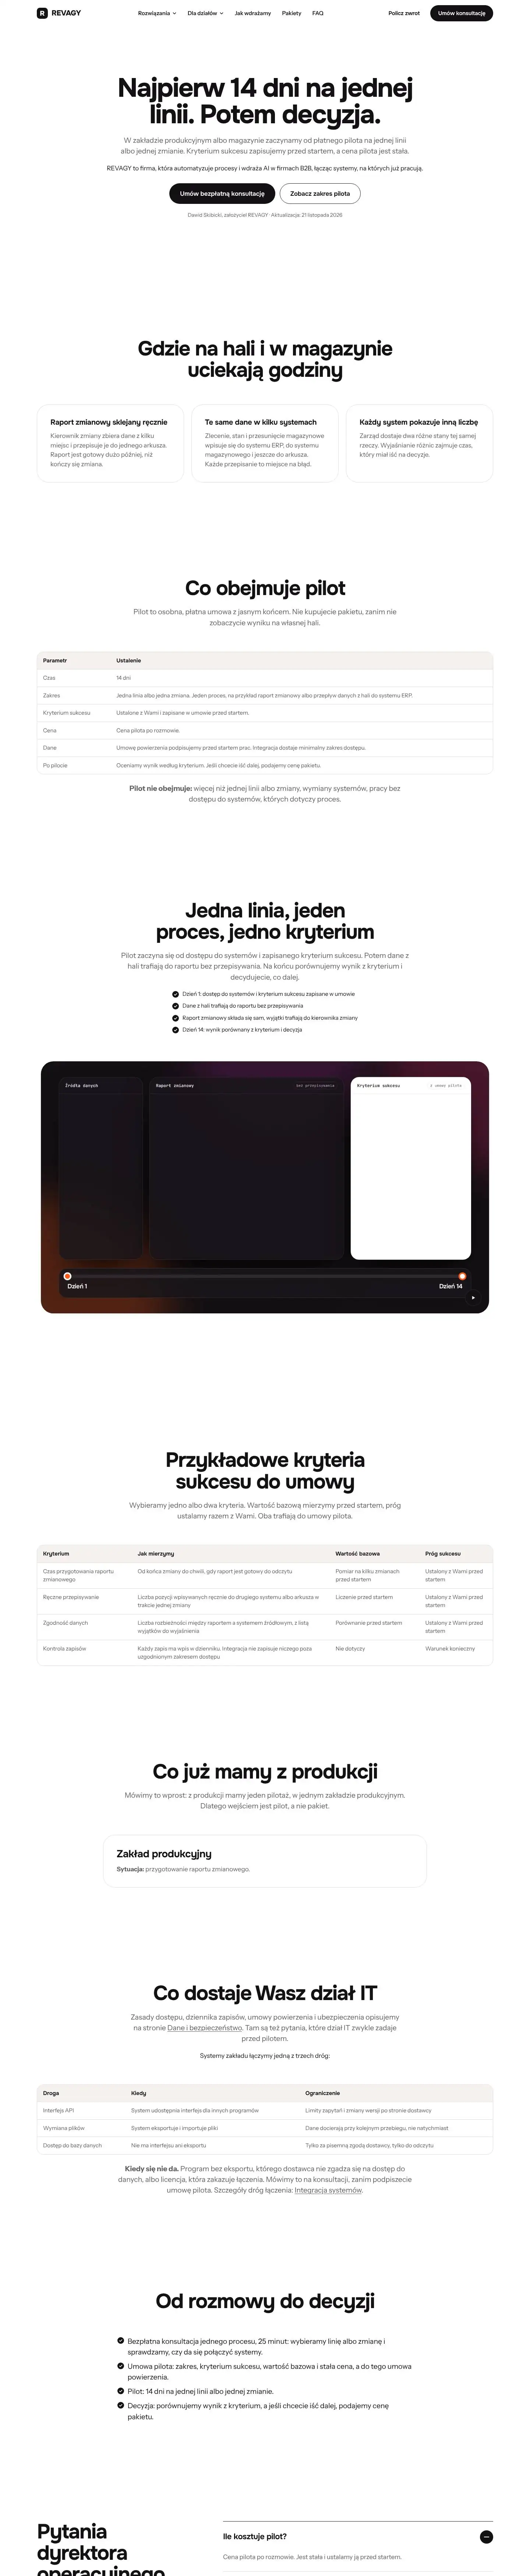 R REVAGY
Rozwiązania
Dla działów
Jak wdrażamy
Pakiety
FAQ
Policz zwrot
Umów konsultację
Najpierw 14 dni na jednej
linii. Potem decyzja.
W zakładzie produkcyjnym albo magazynie zaczynamy od płatnego pilota na jednej linii
albo jednej zmianie. Kryterium sukcesu zapisujemy przed startem, a cena pilota jest stała.
REVAGY to firma, która automatyzuje procesy i wdraża AI w firmach B2B, łącząc systemy, na których już pracują.
Umów bezpłatną konsultację
Zobacz zakres pilota
Dawid Skibicki, założyciel REVAGY · Aktualizacja: 21 listopada 2026
Gdzie na hali i w magazynie
uciekają godziny
Raport zmianowy sklejany ręcznie
Kierownik zmiany zbiera dane z kilku
miejsc i przepisuje je do jednego arkusza.
Raport jest gotowy dużo później, niż
kończy się zmiana.
Te same dane w kilku systemach
Zlecenie, stan i przesunięcie magazynowe
wpisuje się do systemu ERP, do systemu
magazynowego i jeszcze do arkusza.
Każde przepisanie to miejsce na błąd.
Każdy system pokazuje inną liczbę
Zarząd dostaje dwa różne stany tej samej
rzeczy. Wyjaśnianie różnic zajmuje czas,
który miał iść na decyzje.
Co obejmuje pilot
Pilot to osobna, płatna umowa z jasnym końcem. Nie kupujecie pakietu, zanim nie
zobaczycie wyniku na własnej hali.
Parametr Ustalenie
Czas 14 dni
Zakres Jedna linia albo jedna zmiana. Jeden proces, na przykład raport zmianowy albo przepływ danych z hali do systemu ERP.
Kryterium sukcesu Ustalone z Wami i zapisane w umowie przed startem.
Cena Cena pilota po rozmowie.
Dane Umowę powierzenia podpisujemy przed startem prac. Integracja dostaje minimalny zakres dostępu.
Po pilocie Oceniamy wynik według kryterium. Jeśli chcecie iść dalej, podajemy cenę pakietu.
Pilot nie obejmuje: więcej niż jednej linii albo zmiany, wymiany systemów, pracy bez
dostępu do systemów, których dotyczy proces.
Jedna linia, jeden
proces, jedno kryterium
Pilot zaczyna się od dostępu do systemów i zapisanego kryterium sukcesu. Potem dane z
hali trafiają do raportu bez przepisywania. Na końcu porównujemy wynik z kryterium i
decydujecie, co dalej.
Dzień 1: dostęp do systemów i kryterium sukcesu zapisane w umowie
Dane z hali trafiają do raportu bez przepisywania
Raport zmianowy składa się sam, wyjątki trafiają do kierownika zmiany
Dzień 14: wynik porównany z kryterium i decyzja
Źródła danych
Raport zmianowy
bez przepisywania
Kryterium sukcesu
z umowy pilota
Dzień 1
Dzień 14
Przykładowe kryteria
sukcesu do umowy
Wybieramy jedno albo dwa kryteria. Wartość bazową mierzymy przed startem, próg
ustalamy razem z Wami. Oba trafiają do umowy pilota.
Kryterium Jak mierzymy Wartość bazowa Próg sukcesu
Czas przygotowania raportu
zmianowego
Od końca zmiany do chwili, gdy raport jest gotowy do odczytu
Pomiar na kilku zmianach
przed startem
Ustalony z Wami przed
startem
Ręczne przepisywanie
Liczba pozycji wpisywanych ręcznie do drugiego systemu albo arkusza w
trakcie jednej zmiany
Liczenie przed startem
Ustalony z Wami przed
startem
Zgodność danych
Liczba rozbieżności między raportem a systemem źródłowym, z listą
wyjątków do wyjaśnienia
Porównanie przed startem
Ustalony z Wami przed
startem
Kontrola zapisów
Każdy zapis ma wpis w dzienniku. Integracja nie zapisuje niczego poza
uzgodnionym zakresem dostępu
Nie dotyczy
Warunek konieczny
Co już mamy z produkcji
Mówimy to wprost: z produkcji mamy jeden pilotaż, w jednym zakładzie produkcyjnym.
Dlatego wejściem jest pilot, a nie pakiet.
Zakład produkcyjny
Sytuacja: przygotowanie raportu zmianowego.
Co dostaje Wasz dział IT
Zasady dostępu, dziennika zapisów, umowy powierzenia i ubezpieczenia opisujemy
na stronie Dane i bezpieczeństwo. Tam są też pytania, które dział IT zwykle zadaje
przed pilotem.
Systemy zakładu łączymy jedną z trzech dróg:
Droga Kiedy Ograniczenie
Interfejs API System udostępnia interfejs dla innych programów Limity zapytań i zmiany wersji po stronie dostawcy
Wymiana plików System eksportuje i importuje pliki Dane docierają przy kolejnym przebiegu, nie natychmiast
Dostęp do bazy danych Nie ma interfejsu ani eksportu Tylko za pisemną zgodą dostawcy, tylko do odczytu
Kiedy się nie da. Program bez eksportu, którego dostawca nie zgadza się na dostęp do
danych, albo licencja, która zakazuje łączenia. Mówimy to na konsultacji, zanim podpiszecie
umowę pilota. Szczegóły dróg łączenia: Integracja systemów.
Od rozmowy do decyzji
Bezpłatna konsultacja jednego procesu, 25 minut: wybieramy linię albo zmianę i
sprawdzamy, czy da się połączyć systemy.
Umowa pilota: zakres, kryterium sukcesu, wartość bazowa i stała cena, a do tego umowa
powierzenia.
Pilot: 14 dni na jednej linii albo jednej zmianie.
Decyzja: porównujemy wynik z kryterium, a jeśli chcecie iść dalej, podajemy cenę
pakietu.
Pytania
dyrektora
operacyjnego
Ile kosztuje pilot?
Cena pilota po rozmowie. Jest stała i ustalamy ją przed startem.